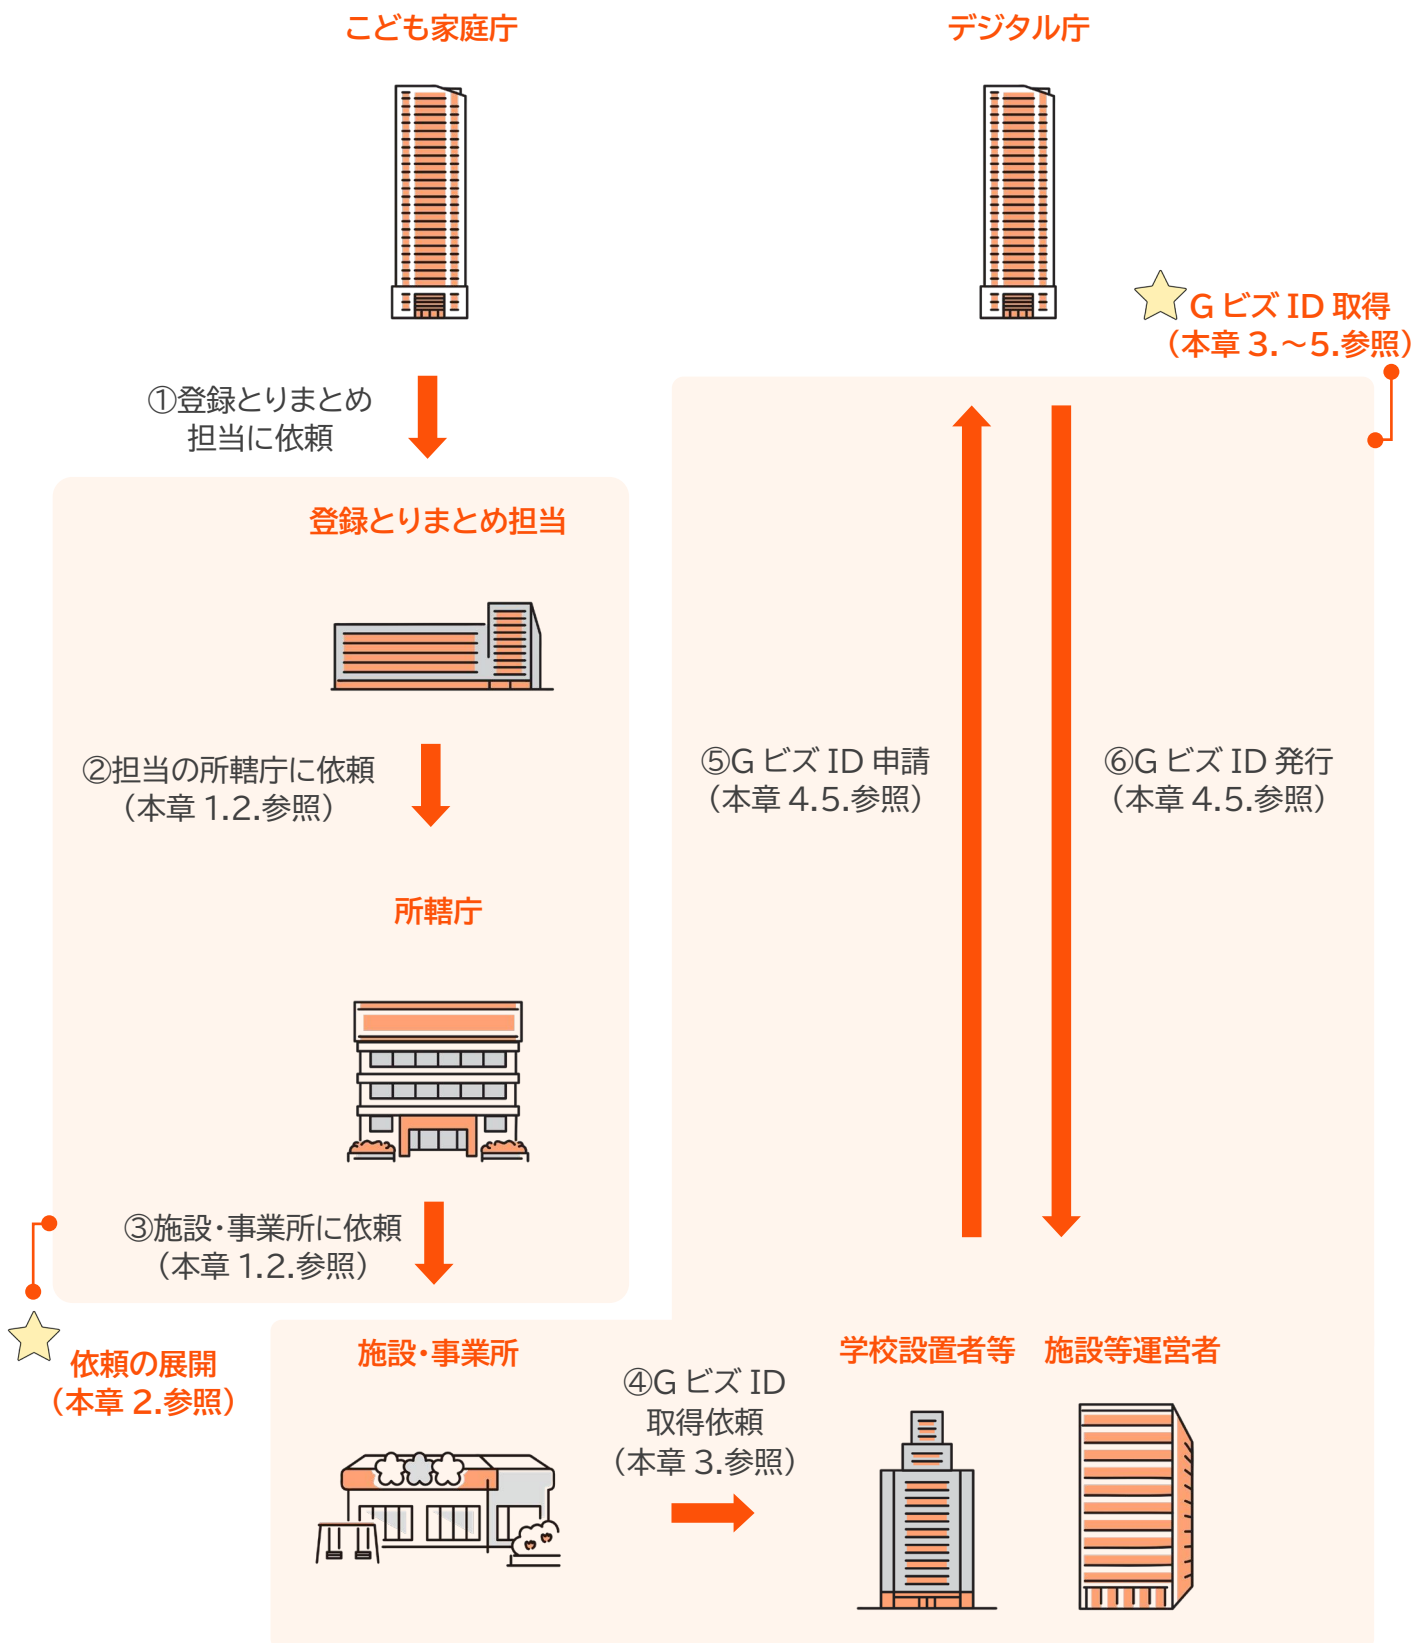 こども家庭庁
デジタル庁
G ビズ ID 取得
（本章 3.～5.参照）
①登録とりまとめ
担当に依頼
登録とりまとめ担当
②担当の所轄庁に依頼
（本章 1.2.参照）
⑤G ビズ ID 申請
（本章 4.5.参照）
⑥G ビズ ID 発行
（本章 4.5.参照）
所轄庁
③施設・事業所に依頼
（本章 1.2.参照）
依頼の展開
（本章 2.参照）
施設・事業所
④G ビズ ID
取得依頼
（本章 3.参照）
学校設置者等
施設等運営者